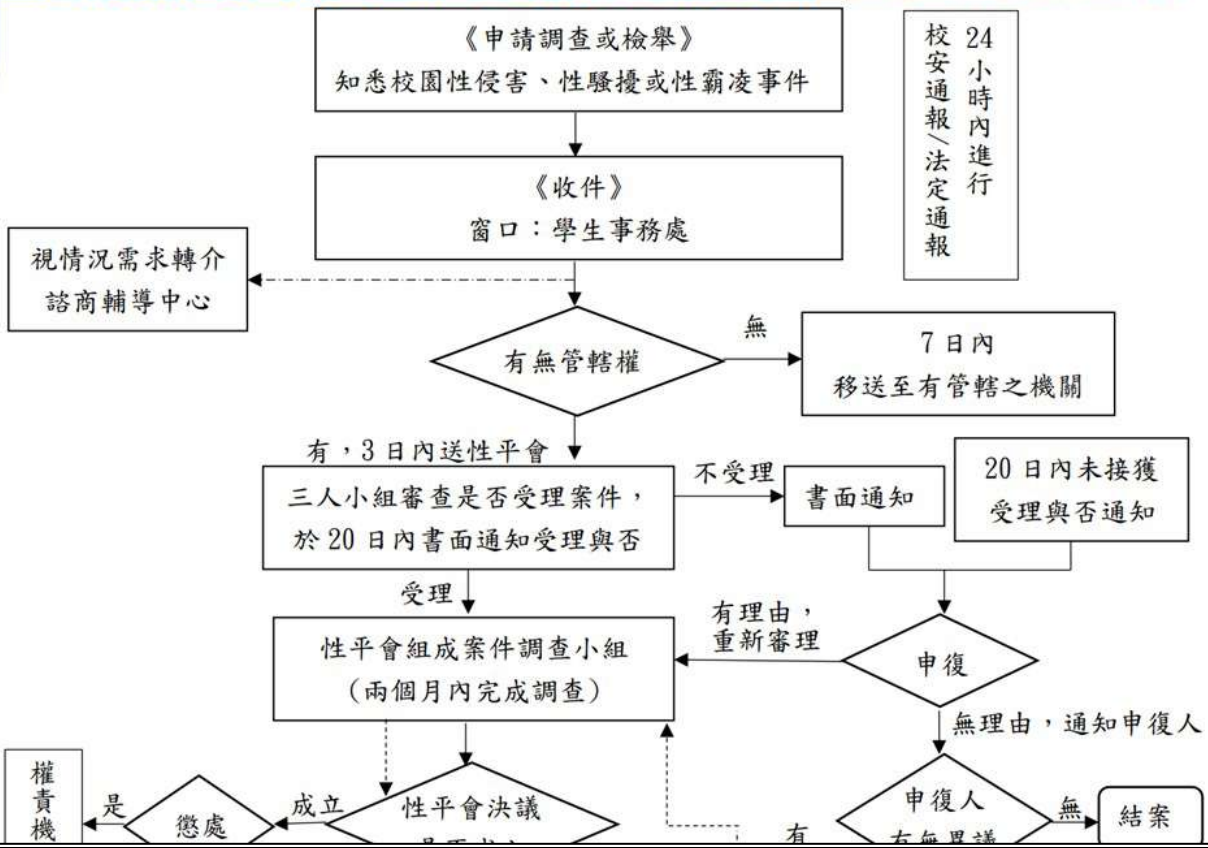 《申請調查或檢舉》
知悉校園性侵害、性騷擾或性霸凌事件
24
小時內進行
校安通報/法定通報
《收件》
窗口：學生事務處
視情況需求轉介
諮商輔導中心
有無管轄權
無
7 日內
移送至有管轄之機關
有，3 日內送性平會
三人小組審查是否受理案件，
於 20 日內書面通知受理與否
不受理
書面通知
20 日內未接獲
受理與否通知
受理
性平會組成案件調查小組
（兩個月內完成調查）
有理由，
重新審理
申復
無理由，通知申復人
權責機
是
懲處
成立
性平會決議
有
申復人
有無異議
無
結案